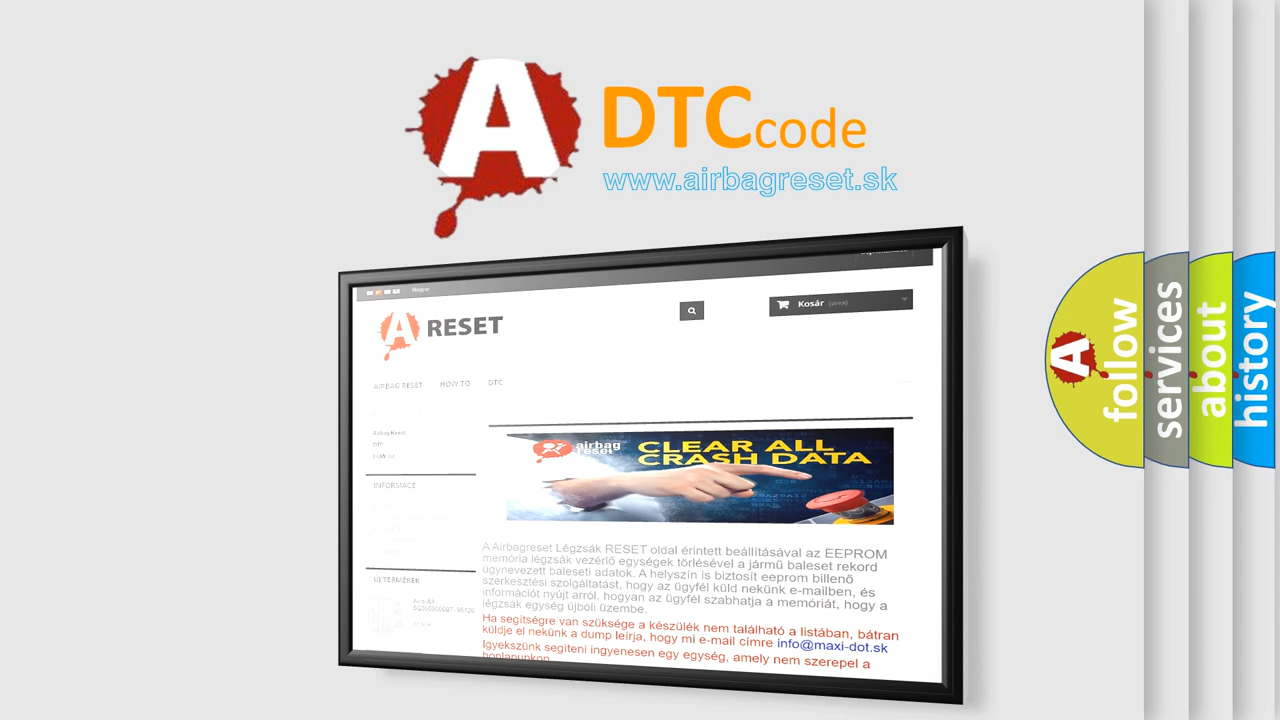 A DTC code
www.airbagreset.sk
Magyar
A RESET
Kosár (üres)
AIRBAG RESET HOW TO DTC
Airbag Reset
DTC
INFORMACE
ÚJ TERMÉKEK
airbag reset
CLEAR ALL
CRASH DATA
A Airbagreset Légzsák RESET oldal érintett beállításával az EEPROM
memória légzsák vezérlő egységek törlésével a jármű baleset rekord
úgynevezett baleseti adatok. A helyszín is biztosít eeprom billenő
szerkesztési szolgáltatást, hogy az ügyfél küld nekünk e-mailben, és
információt nyújt arról, hogyan az ügyfél szabhatja a memóriát, hogy a
légzsák egység újbóli üzembe.
Ha segítségre van szüksége a készülék nem található a listában, bátran
küldje el nekünk a dump leírja, hogy mi e-mail címre info@maxi-dot.sk
Igyekszünk segíteni ingyenesen egy egység, amely nem szerepel a
honlapunkon
A follow
services
about
history